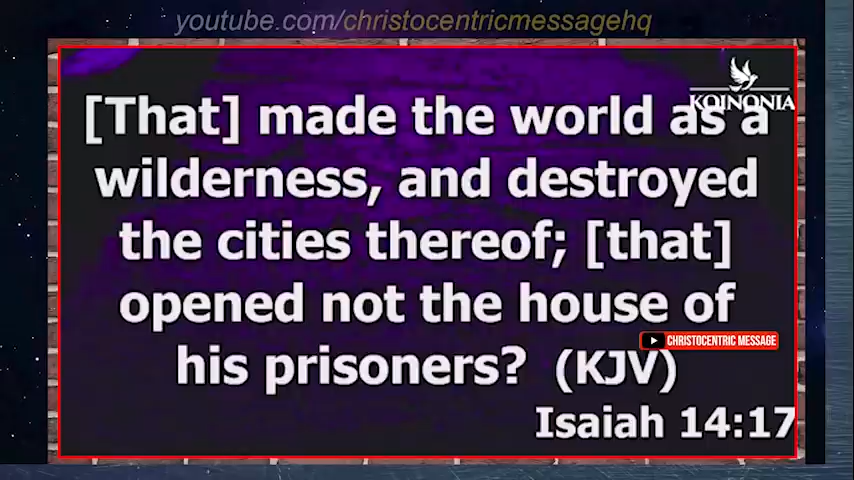 youtube.com/christocentricmessagehq
KOINONIA
[That] made the world as a
wilderness, and destroyed
the cities thereof; [that]
opened not the house of
CHRISTOCENTRIC MESSAGE
his prisoners? (KJV)
Isaiah 14:17